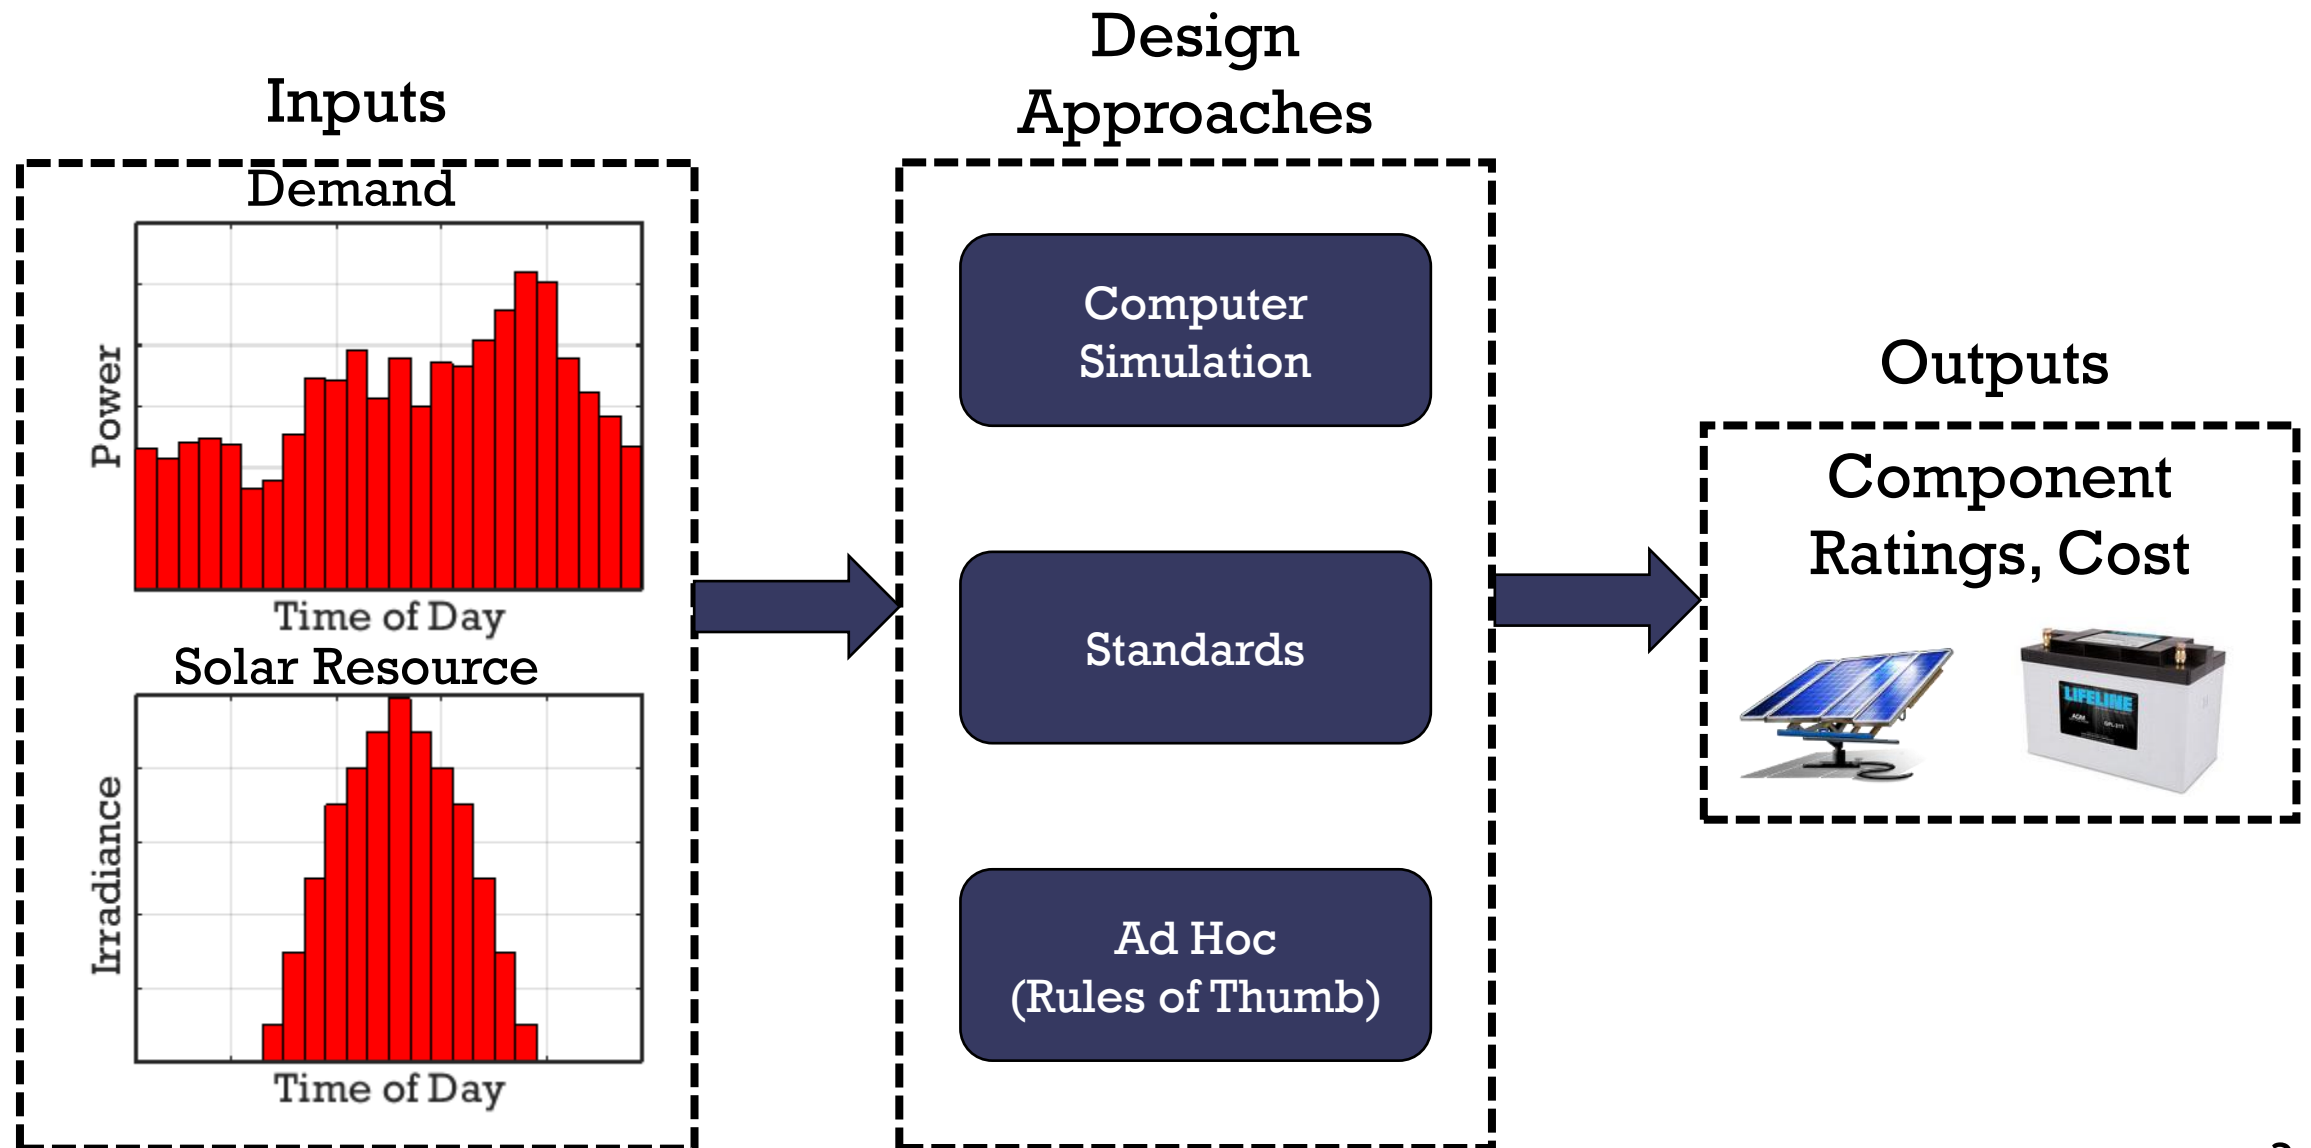 Inputs
Demand
Power
Time of Day
Solar Resource
Irradiance
Time of Day
Design
Approaches
Computer
Simulation
Standards
Ad Hoc
(Rules of Thumb)
Outputs
Component
Ratings, Cost
LIFELINE
AGM